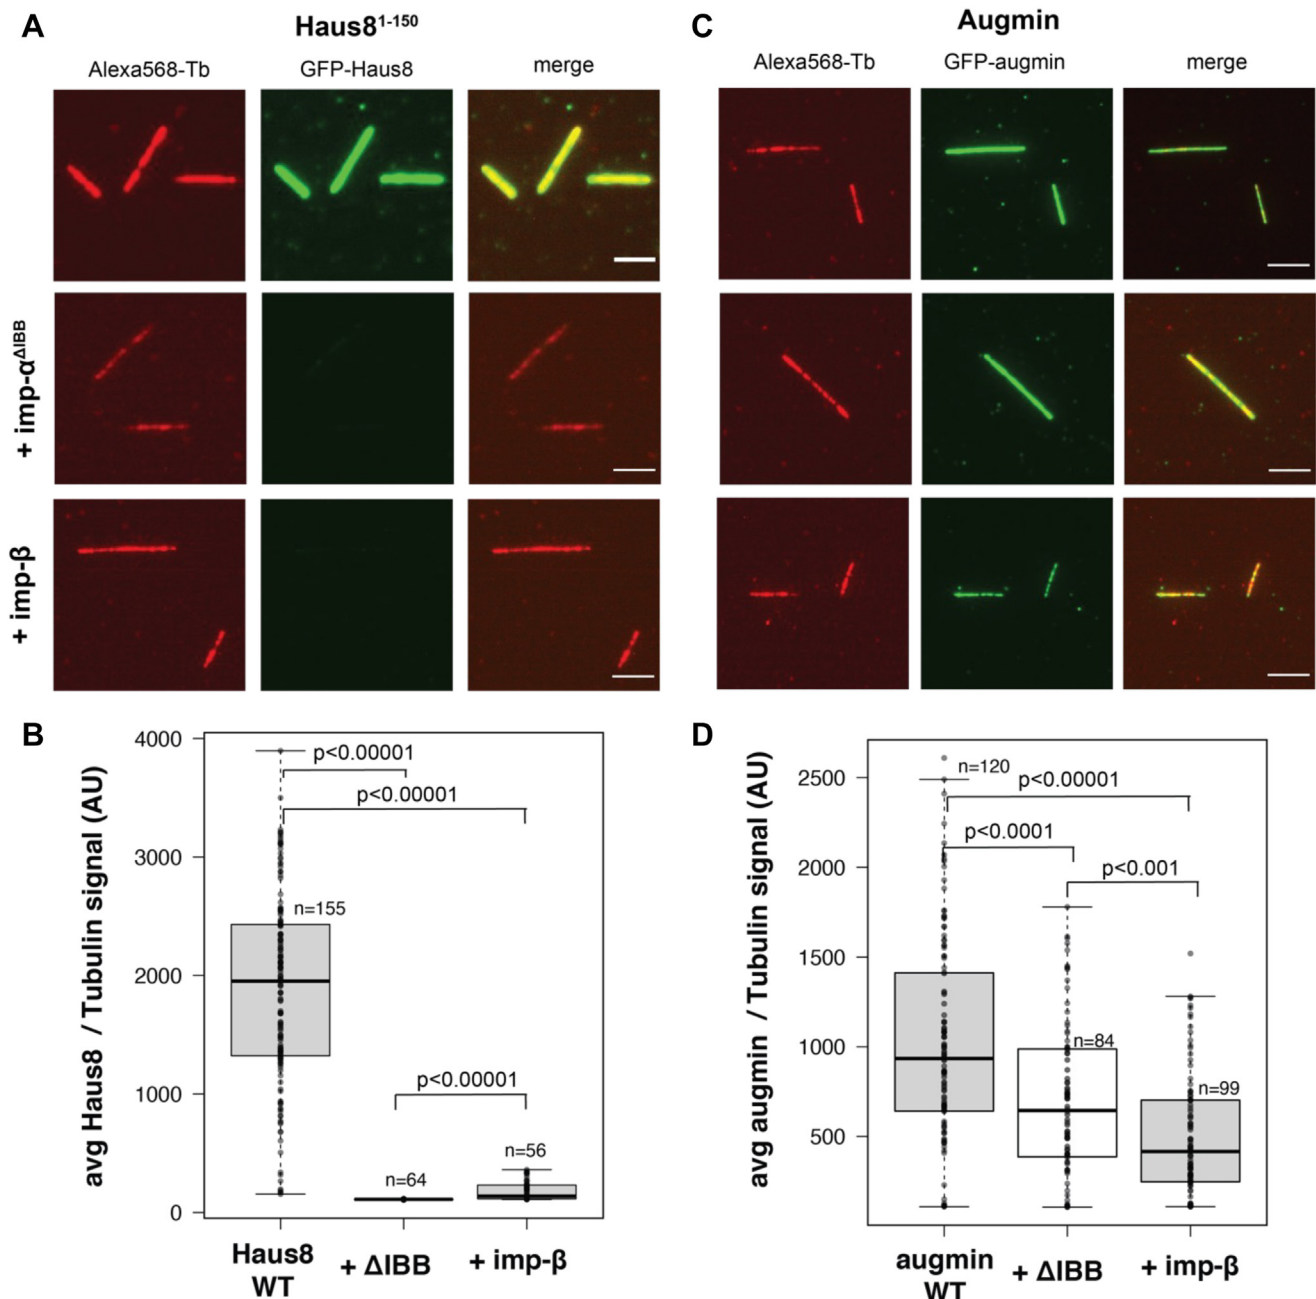 A
Haus8¹⁻¹⁵⁰
Alexa568-Tb
GFP-Haus8
merge
+ imp-α^ΔIBB
+ imp-β
C
Augmin
Alexa568-Tb
GFP-augmin
merge
B
avg Haus8 / Tubulin signal (AU)
4000
3000
2000
1000
0
p<0.00001
p<0.00001
n=155
p<0.00001
n=64
n=56
Haus8
WT
+ ΔIBB
+ imp-β
D
avg augmin / Tubulin signal (AU)
2500
2000
1500
1000
500
n=120
p<0.00001
p<0.0001
p<0.001
n=84
n=99
augmin
WT
+ ΔIBB
+ imp-β